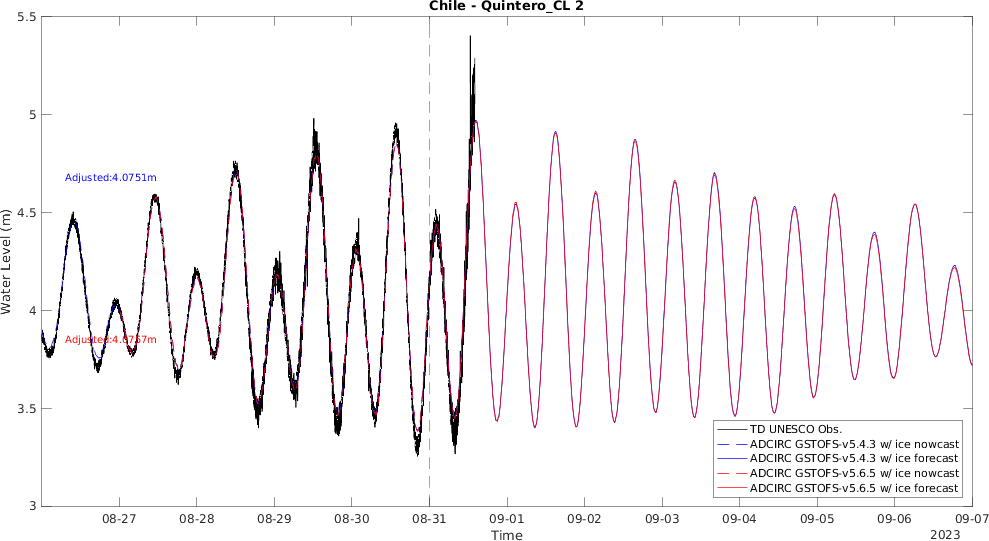 Chile - Quintero_CL 2
5.5
5
4.5
4
3.5
3
Water Level (m)
Adjusted:4.0751m
08-27
08-28
08-29
08-30
08-31
09-01
09-02
09-03
09-04
09-05
09-06
09-07
Time
2023
TD UNESCO Obs.
ADCIRC GSTOFS-v5.4.3 w/ ice nowcast
ADCIRC GSTOFS-v5.4.3 w/ ice forecast
ADCIRC GSTOFS-v5.6.5 w/ ice nowcast
ADCIRC GSTOFS-v5.6.5 w/ ice forecast